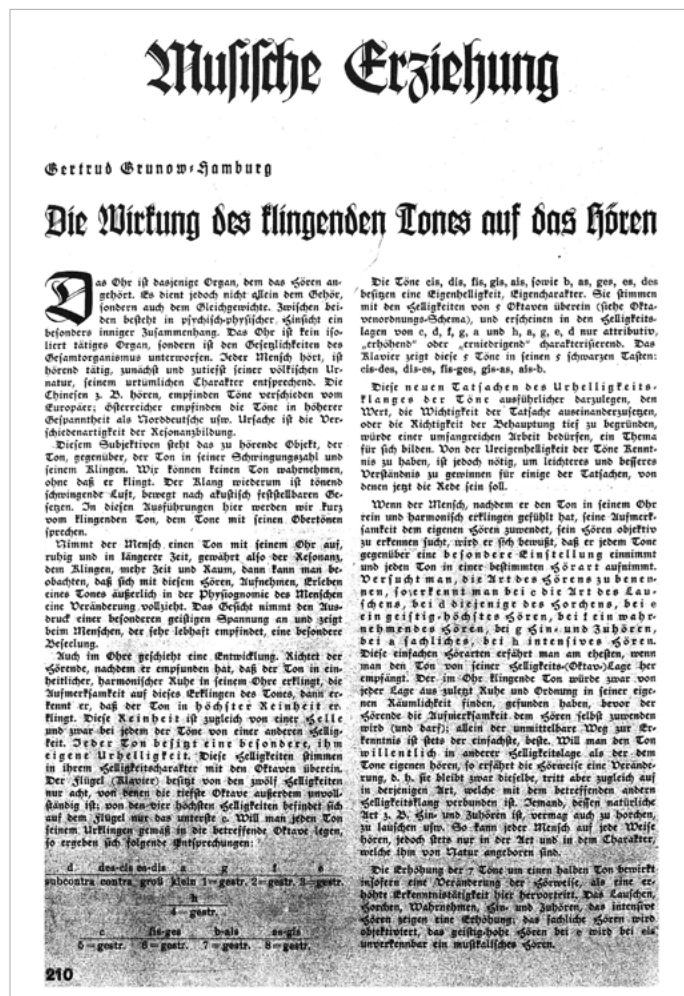 Musische Erziehung
Gertrud Grunow-Hamburg
Die Wirkung des klingenden Tones auf das Hören
Das Ohr ist dasjenige Organ, dem das Hören an-
gehört. Es dient jedoch nicht allein dem Gehör,
sondern auch dem Gleichgewichte. Zwischen bei-
den besteht in psychisch-physischer Hinsicht ein
besonders inniger Zusammenhang. Das Ohr ist kein iso-
liert tätiges Organ, sondern ist den Gesetzlichkeiten des
Gesamtorganismus unterworfen. Jeder Mensch hört, ist
hörend tätig, zunächst und zutiefst seiner völkischen Ur-
natur, seinem urtümlichen Charakter entsprechend. Die
Chinesen z. B. hören, empfinden Töne verschieden vom
Europäer; Österreicher empfinden die Töne in höherer
Gespanntheit als Norddeutsche usw. Ursache ist die Ver-
schiedenartigkeit der Resonanzbildung.
Diesem Subjektiven steht das zu hörende Objekt, der
Ton, gegenüber, der Ton in seiner Schwingungszahl und
seinem Klingen. Wir können keinen Ton wahrnehmen,
ohne daß er klingt. Der Klang wiederum ist tönend
schwingende Luft, bewegt nach akustisch feststellbaren Ge-
setzen. In diesen Ausführungen hier werden wir kurz
vom klingenden Ton, dem Tone mit seinen Obertönen
sprechen.
Nimmt der Mensch einen Ton mit seinem Ohr auf,
ruhig und in längerer Zeit, gewährt also der Resonanz,
dem Klingen, mehr Zeit und Raum, dann kann man be-
obachten, daß sich mit diesem Hören, Aufnehmen, Erleben
eines Tones äußerlich in der Physiognomie des Menschen
eine Veränderung vollzieht. Das Gesicht nimmt den Aus-
druck einer besonderen geistigen Spannung an und zeigt
beim Menschen, der sehr lebhaft empfindet, eine besondere
Beseelung.
Auch im Ohre geschieht eine Entwicklung. Richtet der
Hörende, nachdem er empfunden hat, daß der Ton in ein-
heitlicher, harmonischer Ruhe in seinem Ohre erklingt, die
Aufmerksamkeit auf dieses Erklingen des Tones, dann er-
kennt er, daß der Ton in höchster Reinheit er-
klingt. Diese Reinheit ist zugleich von einer Helle
und zwar bei jedem der Töne von einer anderen Hellig-
keit. Jeder Ton besitzt eine besondere, ihm
eigene Urhelligkeit. Diese Helligkeiten stimmen
in ihrem Helligkeitscharakter mit den Oktaven überein.
Der Flügel (Klavier) besitzt von den zwölf Helligkeiten
nur acht, von denen die tiefste Oktave außerdem unvoll-
ständig ist; von den vier höchsten Helligkeiten befindet sich
auf dem Flügel nur das unterste c. Will man jeden Ton
seinem Urklingen gemäß in die betreffende Oktave legen,
so ergeben sich folgende Entsprechungen:
d des-cis es-dis a g f e
subcontra contra groß klein 1=gestr. 2=gestr. 3=gestr.
h
4=gestr.
c fis-ges b-ais as-gis
5=gestr. 6=gestr. 7=gestr. 8=gestr.
210
Die Töne cis, dis, fis, gis, ais, sowie b, as, ges, es, des
besitzen eine Eigenhelligkeit, Eigencharakter. Sie stimmen
mit den Helligkeiten von 5 Oktaven überein (siehe Okta-
venordnungs-Schema), und erscheinen in den Helligkeits-
lagen von c, d, f, g, a und h, a, g, e, d nur attributiv,
„erhöhend“ oder „erniedrigend“ charakterisierend. Das
Klavier zeigt diese 5 Töne in seinen 5 schwarzen Tasten:
cis-des, dis-es, fis-ges, gis-as, ais-b.
Diese neuen Tatsachen des Urhelligkeits-
klanges der Töne ausführlicher darzulegen, den
Wert, die Wichtigkeit der Tatsache auseinanderzusetzen,
oder die Richtigkeit der Behauptung tief zu begründen,
würde einer umfangreichen Arbeit bedürfen, ein Thema
für sich bilden. Von der Ureigenhelligkeit der Töne Kennt-
nis zu haben, ist jedoch nötig, um leichteres und besseres
Verständnis zu gewinnen für einige der Tatsachen, von
denen jetzt die Rede sein soll.
Wenn der Mensch, nachdem er den Ton in seinem Ohr
rein und harmonisch erklingen gefühlt hat, seine Aufmerk-
samkeit dem eigenen Hören zuwendet, sein Hören objektiv
zu erkennen sucht, wird er sich bewußt, daß er jedem Tone
gegenüber eine besondere Einstellung einnimmt
und jeden Ton in einer bestimmten Hörart aufnimmt.
Versucht man, die Art des Hörens zu benen-
nen, so erkennt man bei c die Art des Lau-
schens, bei d diejenige des Horchens, bei e
ein geistig-höchstes Hören, bei f ein wahr-
nehmendes Hören, bei g Hin- und Zuhören,
bei a sachliches, bei h intensives Hören.
Diese einfachen Hörarten erfährt man am ehesten, wenn
man den Ton von seiner Helligkeits-(Oktav-)Lage her
empfängt. Der im Ohr klingende Ton würde zwar von
jeder Lage aus zuletzt Ruhe und Ordnung in seiner eige-
nen Räumlichkeit finden, gefunden haben, bevor der
Hörende die Aufmerksamkeit dem Hören selbst zuwenden
wird (und darf); allein der unmittelbare Weg zur Er-
kenntnis ist stets der einfachste, beste. Will man den Ton
willentlich in anderer Helligkeitslage als der dem
Tone eigenen hören, so erfährt die Hörweise eine Verände-
rung, d. h. sie bleibt zwar dieselbe, tritt aber zugleich auf
in derjenigen Art, welche mit dem betreffenden andern
Helligkeitsklang verbunden ist. Jemand, dessen natürliche
Art z. B. Hin- und Zuhören ist, vermag auch zu horchen,
zu lauschen usw. So kann jeder Mensch auf jede Weise
hören, jedoch stets nur in der Art und in dem Charakter,
welche ihm von Natur angeboren sind.
Die Erhöhung der 7 Töne um einen halben Ton bewirkt
insofern eine Veränderung der Hörweise, als eine er-
höhte Erkenntnistätigkeit hier hervortritt. Das Lauschen,
Horchen, Wahrnehmen, Hin- und Zuhören, das intensive
Hören zeigen eine Erhöhung; das sachliche Hören wird
objektiviert, das geistig-hohe Hören bei e wird bei eis
unverkennbar ein musikalisches Hören.